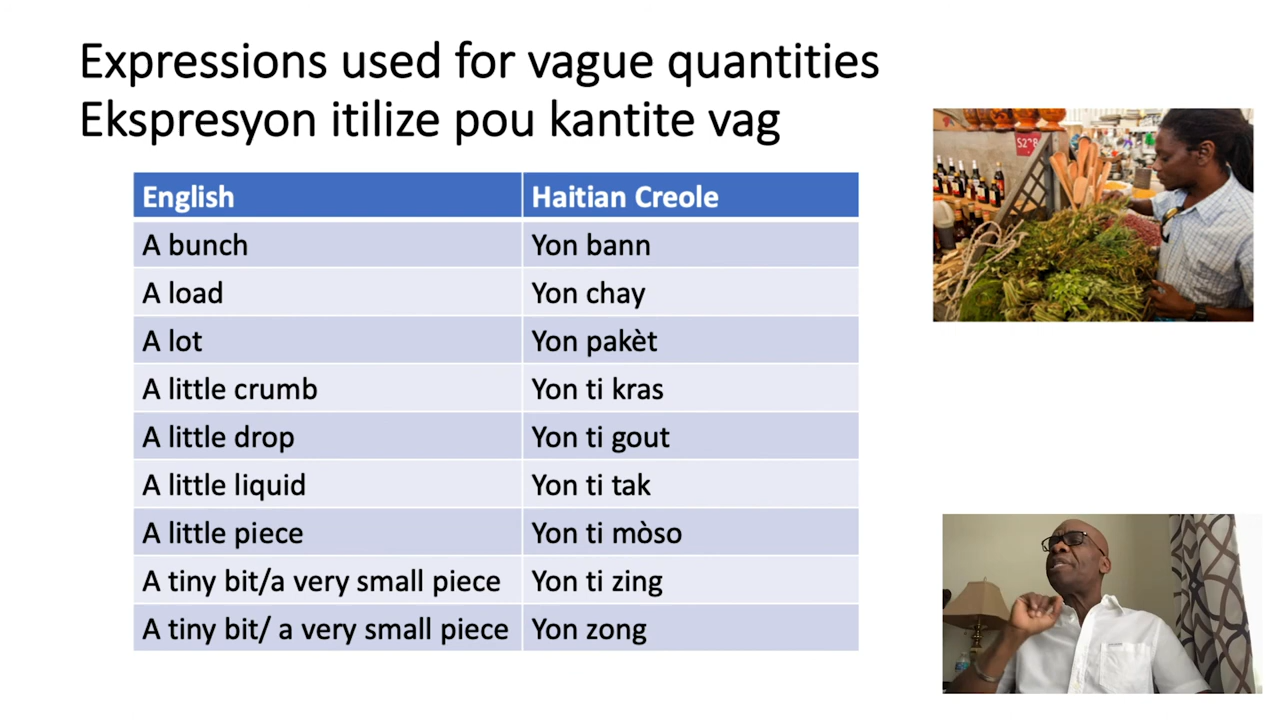 Expressions used for vague quantities
Ekspresyon itilize pou kantite vag
English Haitian Creole
A bunch Yon bann
A load Yon chay
A lot Yon pakèt
A little crumb Yon ti kras
A little drop Yon ti gout
A little liquid Yon ti tak
A little piece Yon ti mòso
A tiny bit/a very small piece Yon ti zing
A tiny bit/ a very small piece Yon zong